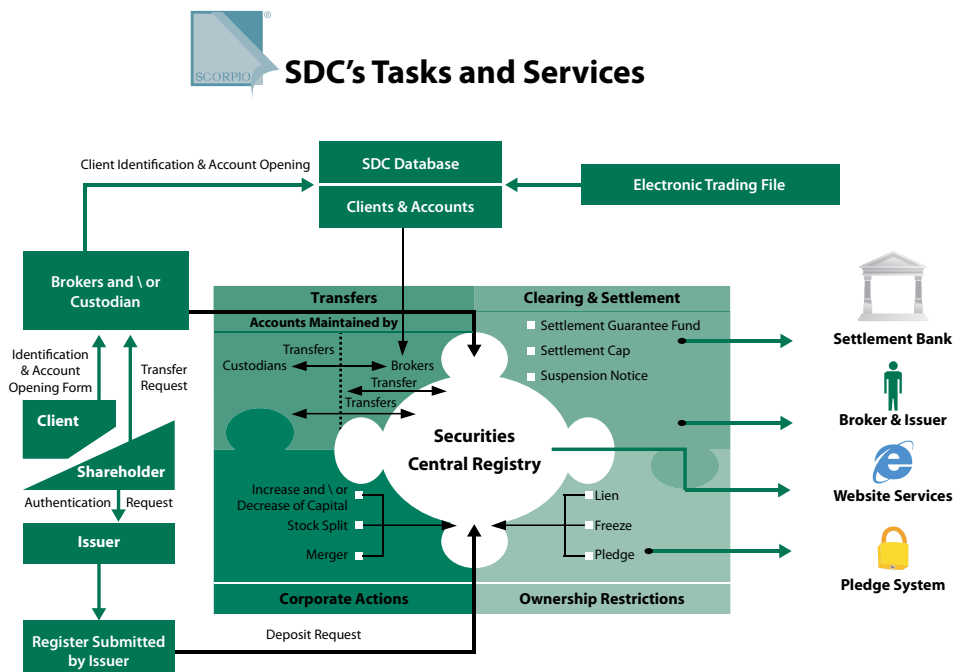 SCORPIO
®
SDC's Tasks and Services
Client Identification & Account Opening
SDC Database
Clients & Accounts
Electronic Trading File
Brokers and \ or
Custodian
Identification
& Account
Opening Form
Transfer
Request
Client
Shareholder
Authentication
Request
Issuer
Register Submitted
by Issuer
Deposit Request
Transfers
Accounts Maintained by
Transfers
Custodians
Brokers
Transfer
Transfers
Clearing & Settlement
Settlement Guarantee Fund
Settlement Cap
Suspension Notice
Securities
Central Registry
Increase and \ or
Decrease of Capital
Stock Split
Merger
Corporate Actions
Lien
Freeze
Pledge
Ownership Restrictions
Settlement Bank
Broker & Issuer
Website Services
Pledge System